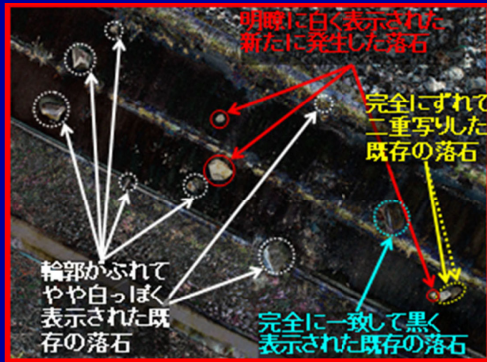 明瞭に白く表示された
新たに発生した落石
完全にずれて
二重写りした
既存の落石
輪郭がぶれて
やや白っぽく
表示された既
存の落石
完全に一致して黒く
表示された既存の落石